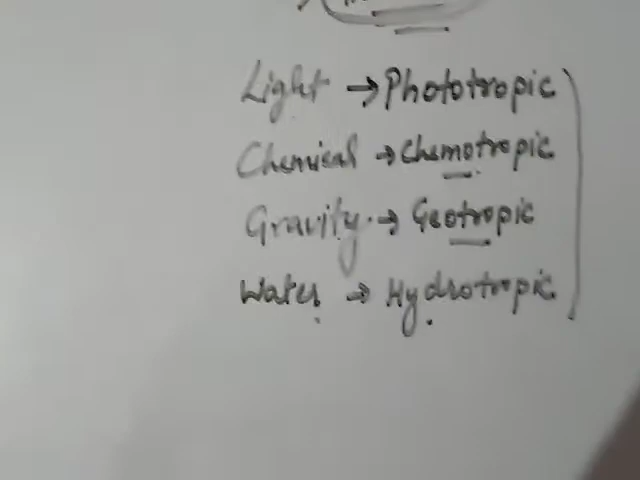 Light → Phototropic
Chemical → Chemotropic
Gravity → Geotropic
Water → Hydrotropic